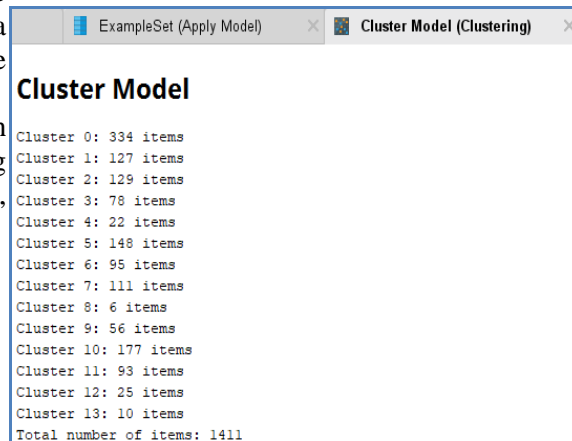 a
ExampleSet (Apply Model)
Cluster Model (Clustering)
e
Cluster Model
n
g
,
Cluster 0: 334 items
Cluster 1: 127 items
Cluster 2: 129 items
Cluster 3: 78 items
Cluster 4: 22 items
Cluster 5: 148 items
Cluster 6: 95 items
Cluster 7: 111 items
Cluster 8: 6 items
Cluster 9: 56 items
Cluster 10: 177 items
Cluster 11: 93 items
Cluster 12: 25 items
Cluster 13: 10 items
Total number of items: 1411